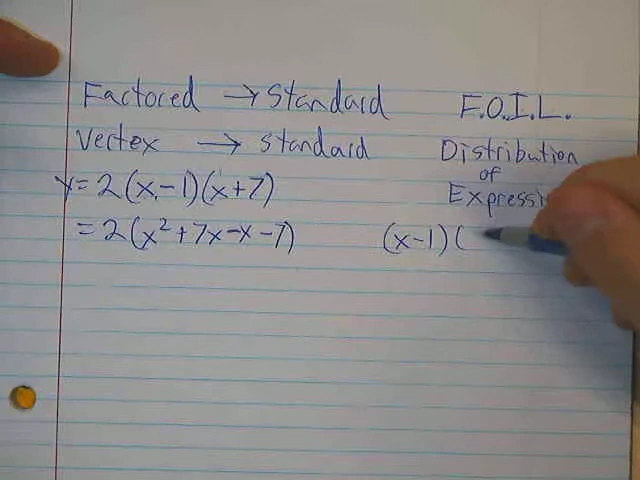 Factored → Standard
F.O.I.L.
Vertex → standard
Distribution
of
y = 2(x-1)(x+7)
= 2(x² + 7x - x - 7)
(x-1)(